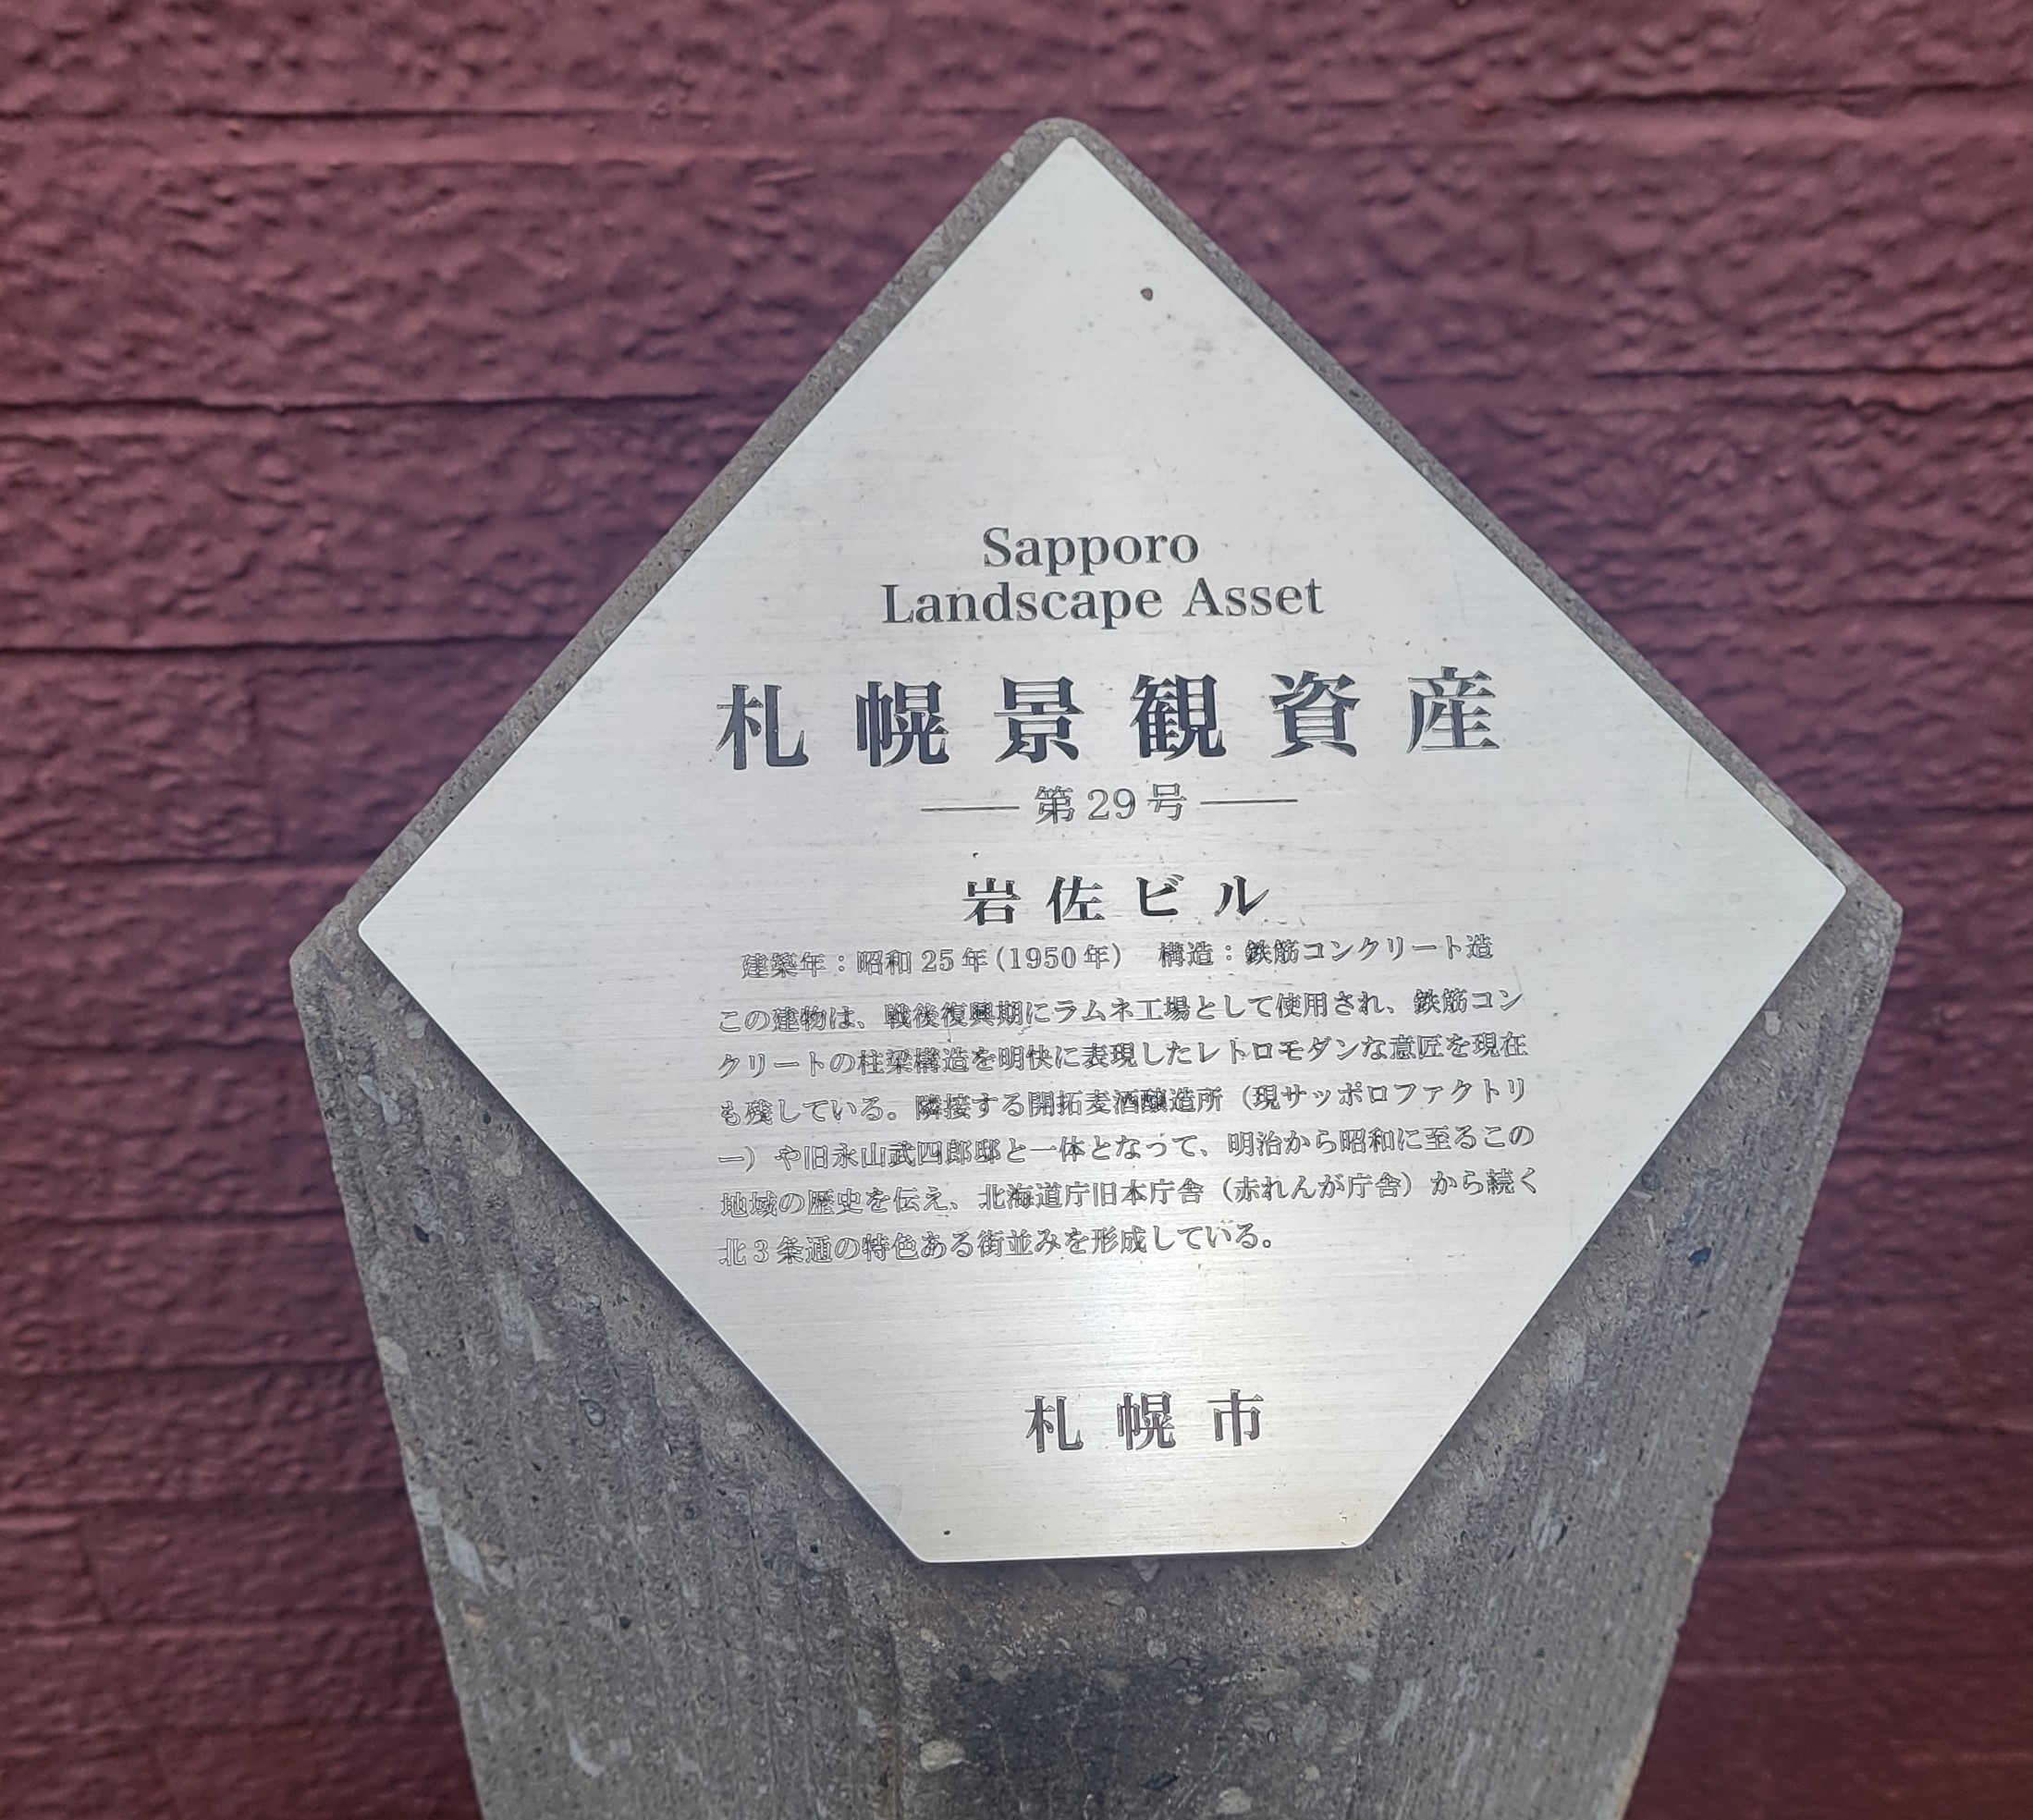 Sapporo
Landscape Asset
札幌景観資産
第29号
岩佐ビル
建築年：昭和25年(1950年)　構造：鉄筋コンクリート造
この建物は、戦後復興期にラムネ工場として使用され、鉄筋コン
クリートの柱梁構造を明快に表現したレトロモダンな意匠を現在
も残している。隣接する開拓麦酒醸造所（現サッポロファクトリ
ー）や旧永山武四郎邸と一体となって、明治から昭和に至るこの
地域の歴史を伝え、北海道庁旧本庁舎（赤れんが庁舎）から続く
北3条通の特色ある街並みを形成している。
札幌市